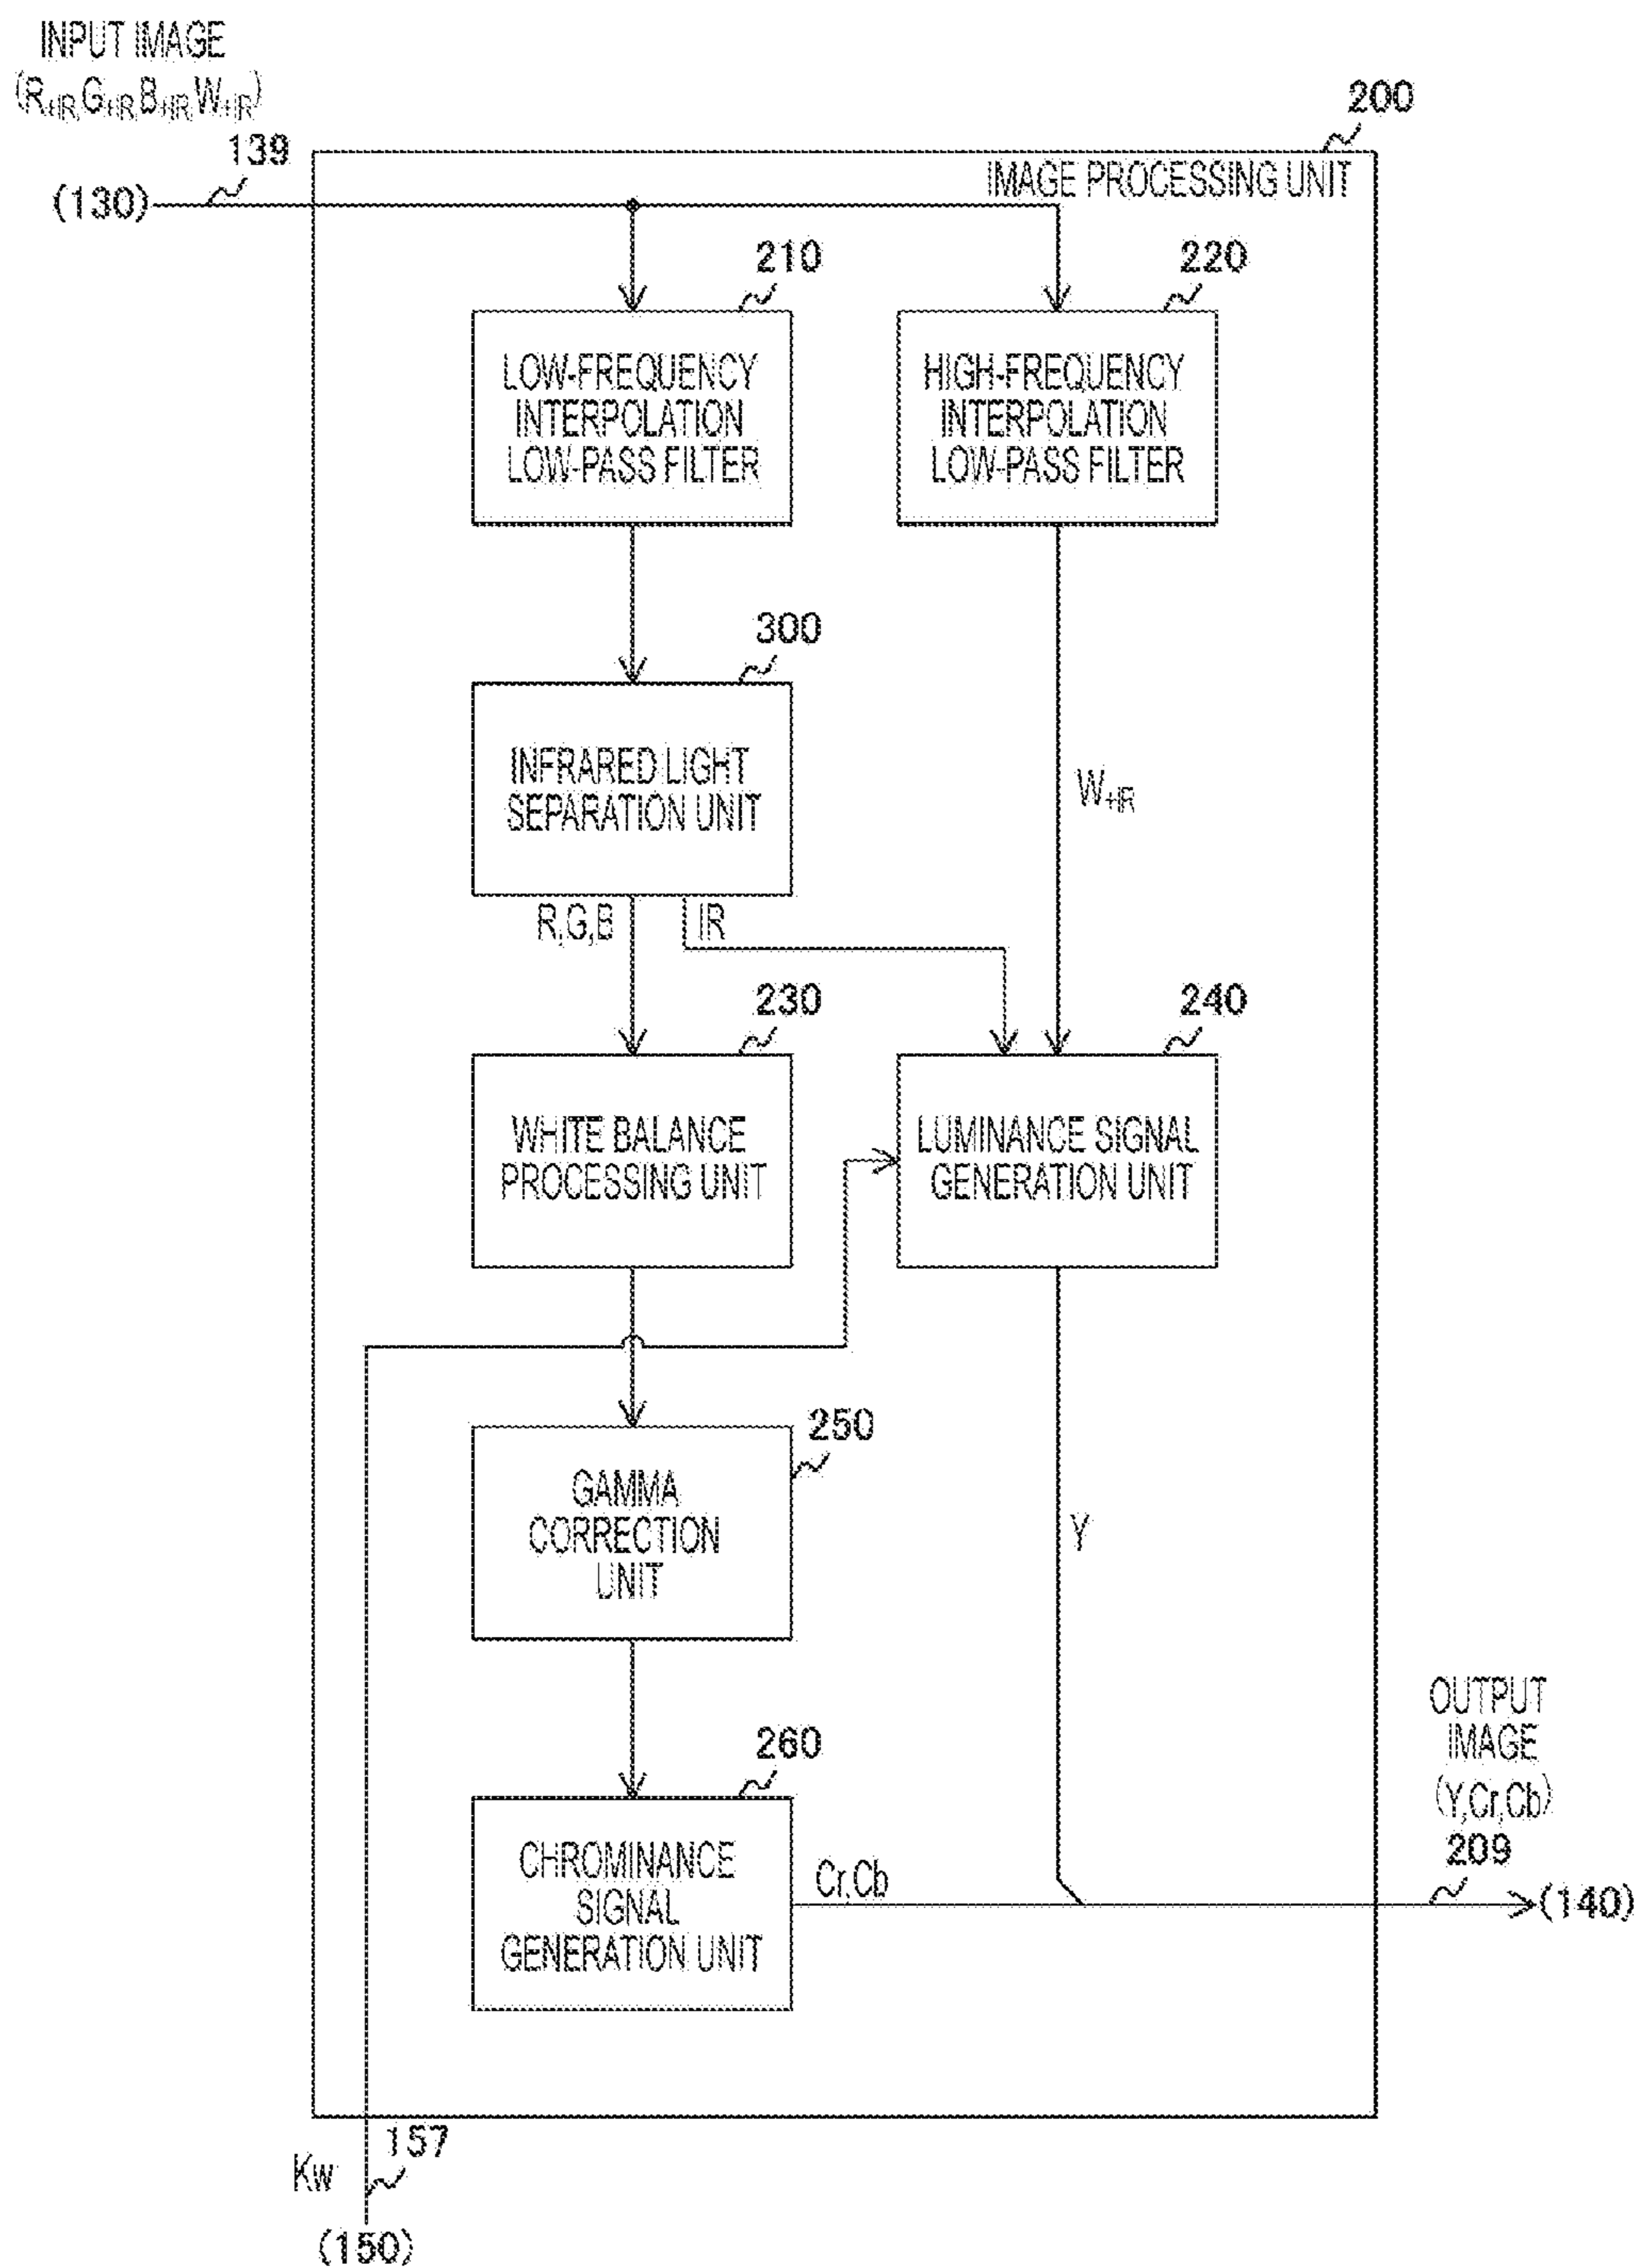 INPUT IMAGE
(R+IR,G+IR,B+IR,W+IR)
139
(130)
200
IMAGE PROCESSING UNIT
210
220
LOW-FREQUENCY
INTERPOLATION
LOW-PASS FILTER
HIGH-FREQUENCY
INTERPOLATION
LOW-PASS FILTER
300
INFRARED LIGHT
SEPARATION UNIT
W+IR
R,G,B
IR
230
240
WHITE BALANCE
PROCESSING UNIT
LUMINANCE SIGNAL
GENERATION UNIT
250
GAMMA
CORRECTION
UNIT
Y
260
CHROMINANCE
SIGNAL
GENERATION UNIT
Cr,Cb
OUTPUT
IMAGE
(Y,Cr,Cb)
209
(140)
157
Kw
(150)